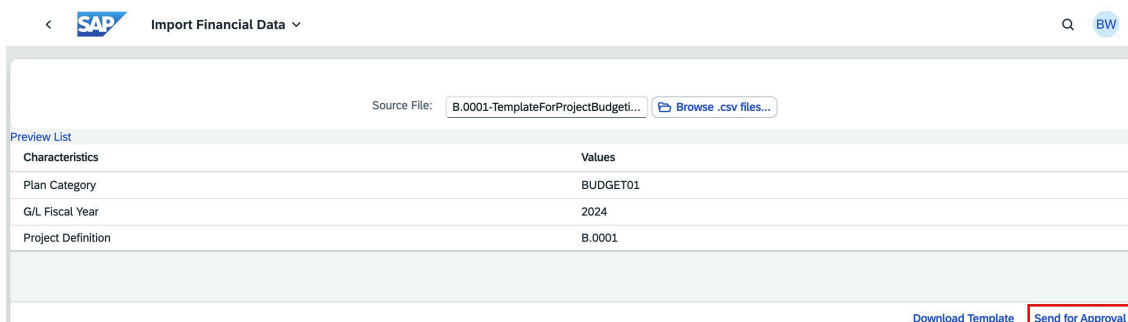 SAP Import Financial Data BW
Source File: B.0001-TemplateForProjectBudgeti... Browse .csv files...
Preview List
Characteristics Values
Plan Category BUDGET01
G/L Fiscal Year 2024
Project Definition B.0001
Download Template Send for Approval